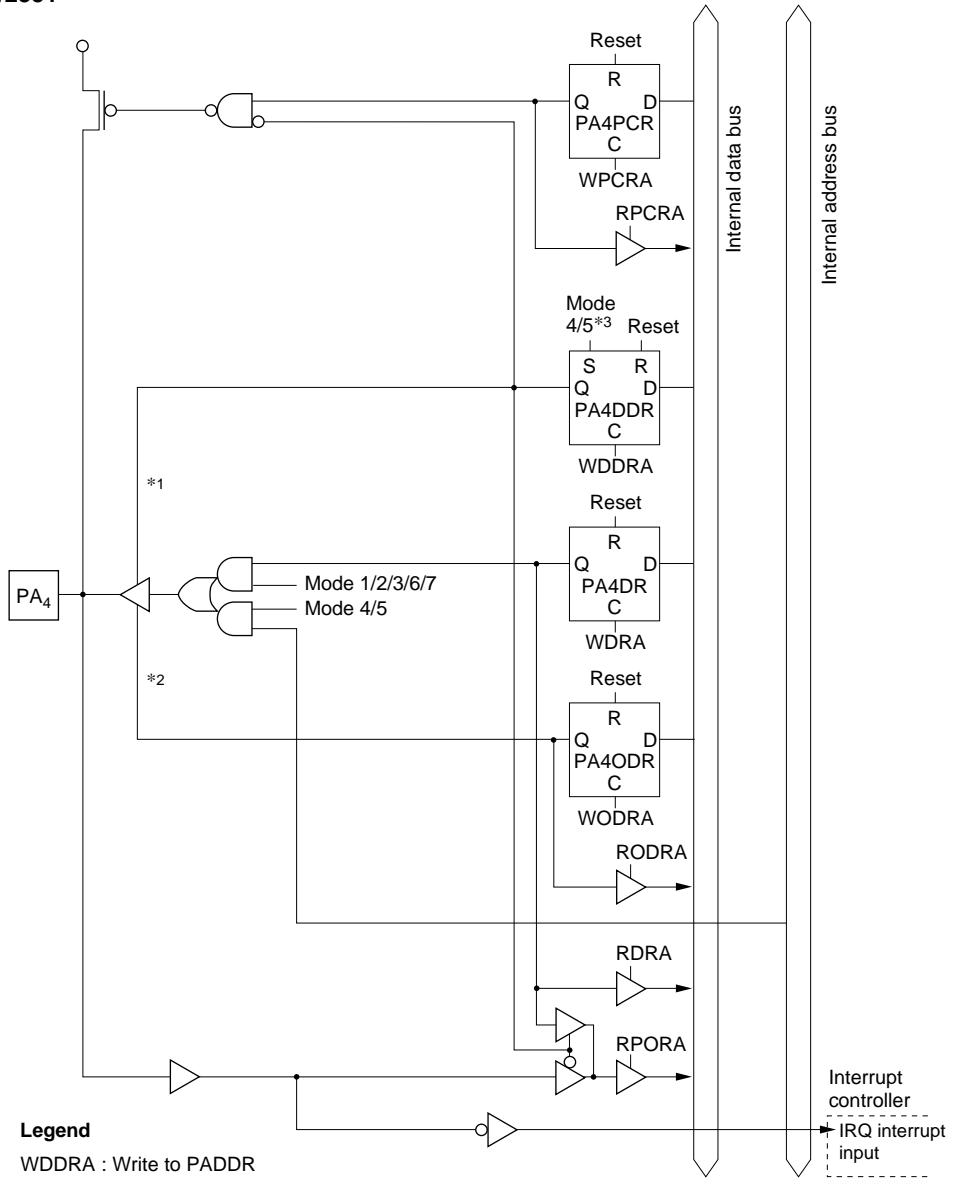 Reset
R
Q D
PA4PCR
C
WPCRA
RPCRA
Internal data bus
Internal address bus
Mode
4/5*3 Reset
S R
Q D
PA4DDR
C
WDDRA
*1
Reset
R
Q D
PA4DR
C
WDRA
Mode 1/2/3/6/7
Mode 4/5
PA4
*2
Reset
R
Q D
PA4ODR
C
WODRA
RODRA
RDRA
RPORA
Interrupt
controller
IRQ interrupt
input
Legend
WDDRA : Write to PADDR